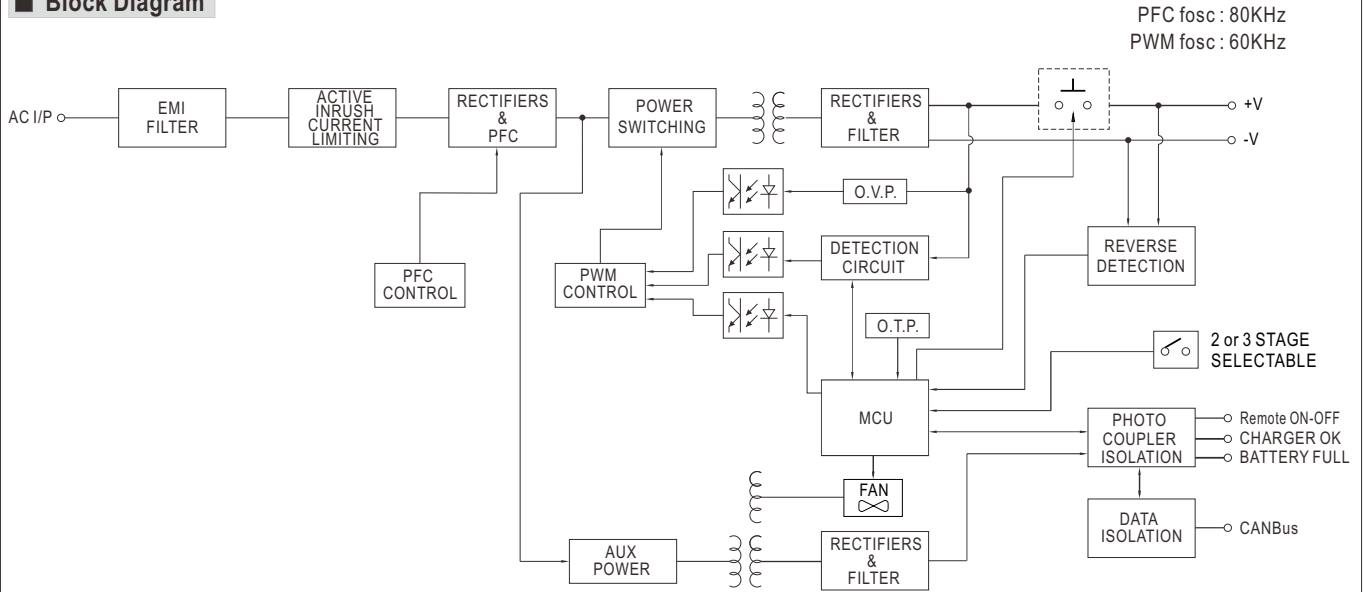 ■ Block Diagram
PFC fosc : 80KHz
PWM fosc : 60KHz
AC I/P
EMI
FILTER
ACTIVE
INRUSH
CURRENT
LIMITING
RECTIFIERS
&
PFC
POWER
SWITCHING
RECTIFIERS
&
FILTER
+V
-V
O.V.P.
DETECTION
CIRCUIT
REVERSE
DETECTION
PFC
CONTROL
PWM
CONTROL
O.T.P.
2 or 3 STAGE
SELECTABLE
MCU
PHOTO
COUPLER
ISOLATION
Remote ON-OFF
CHARGER OK
BATTERY FULL
FAN
DATA
ISOLATION
CANBus
AUX
POWER
RECTIFIERS
&
FILTER